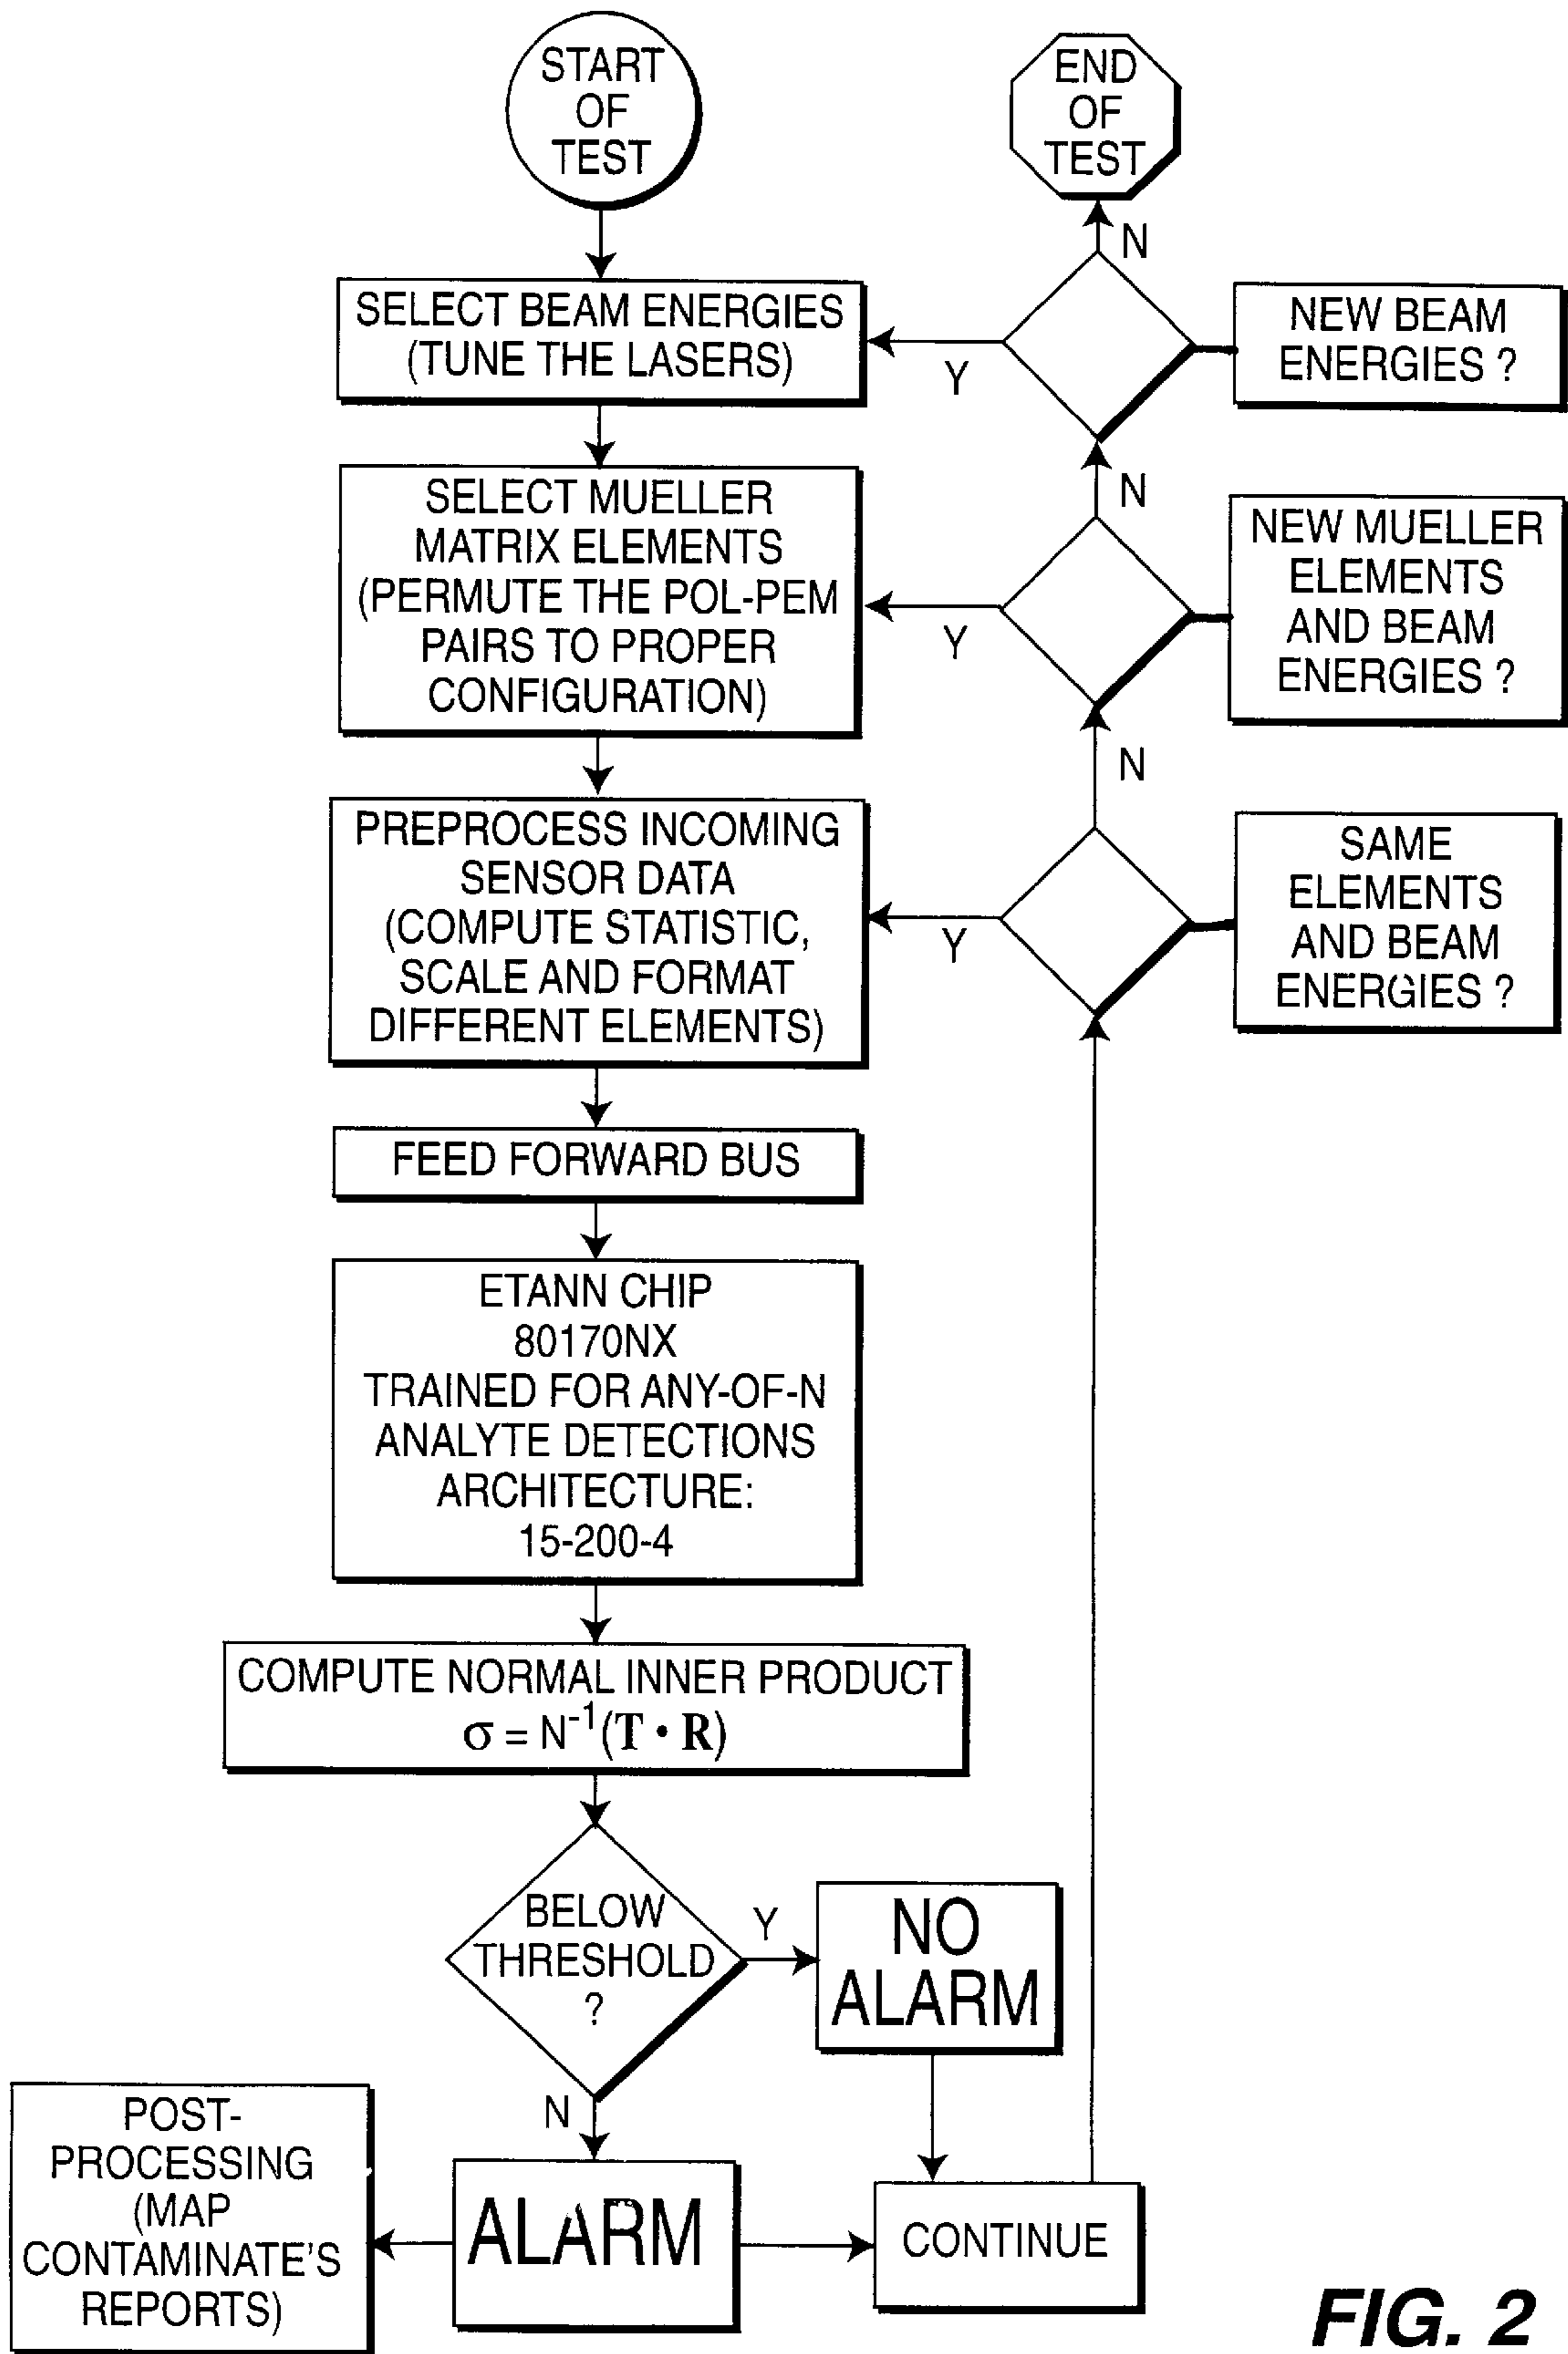 START
OF
TEST
END
OF
TEST
N
SELECT BEAM ENERGIES
(TUNE THE LASERS)
Y
NEW BEAM
ENERGIES ?
N
SELECT MUELLER
MATRIX ELEMENTS
(PERMUTE THE POL-PEM
PAIRS TO PROPER
CONFIGURATION)
Y
NEW MUELLER
ELEMENTS
AND BEAM
ENERGIES ?
N
PREPROCESS INCOMING
SENSOR DATA
(COMPUTE STATISTIC,
SCALE AND FORMAT
DIFFERENT ELEMENTS)
Y
SAME
ELEMENTS
AND BEAM
ENERGIES ?
FEED FORWARD BUS
ETANN CHIP
80170NX
TRAINED FOR ANY-OF-N
ANALYTE DETECTIONS
ARCHITECTURE:
15-200-4
COMPUTE NORMAL INNER PRODUCT
σ = N⁻¹(T • R)
BELOW
THRESHOLD
?
Y
NO
ALARM
N
POST-
PROCESSING
(MAP
CONTAMINATE'S
REPORTS)
ALARM
CONTINUE
FIG. 2